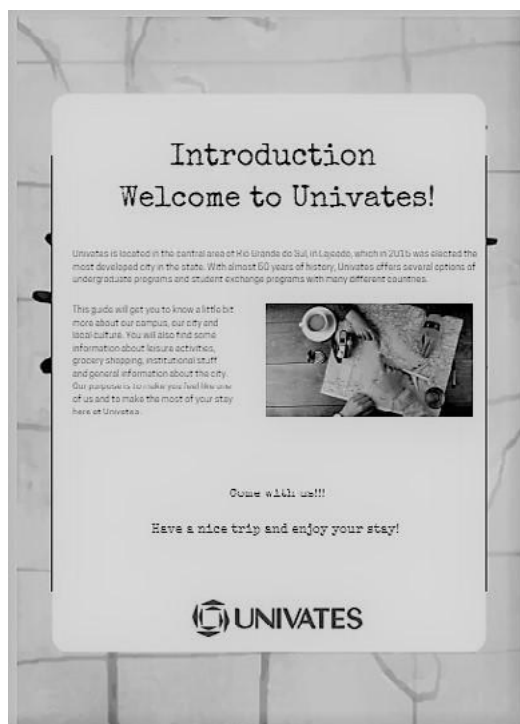 Introduction
Welcome to Univates!
Univates is located in the central area of Rio Grande do Sul, in Lajeado, which in 2015 was elected the
most developed city in the state. With almost 50 years of history, Univates offers several options of
undergraduate programs and student exchange programs with many different countries.
This guide will get you to know a little bit
more about our campus, our city and
local culture. You will also find some
information about leisure activities,
grocery shopping, institutional stuff
and general information about the city.
Our purpose is to make you feel like one
of us and to make the most of your stay
here at Univates.
Come with us!!!
Have a nice trip and enjoy your stay!
UNIVATES